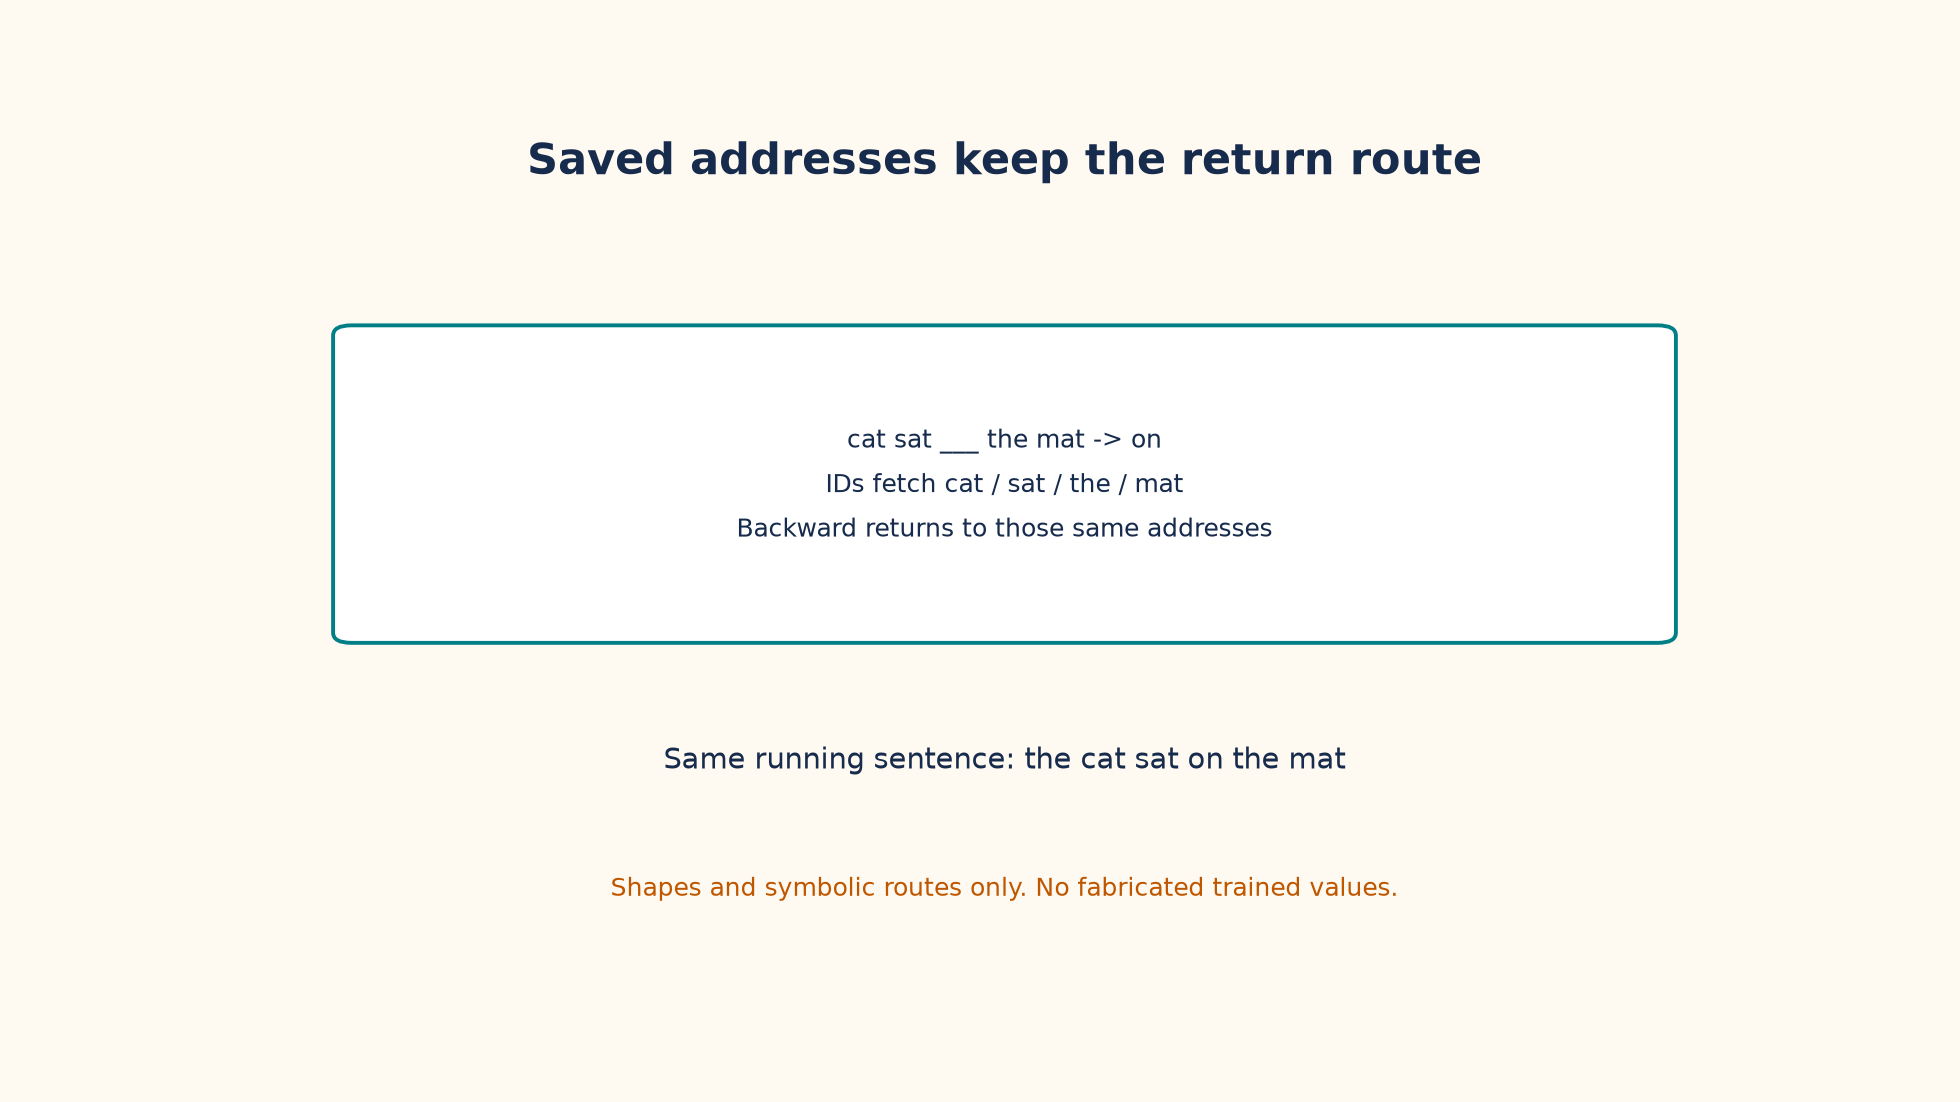 Saved addresses keep the return route
cat sat ___ the mat -> on
IDs fetch cat / sat / the / mat
Backward returns to those same addresses
Same running sentence: the cat sat on the mat
Shapes and symbolic routes only. No fabricated trained values.